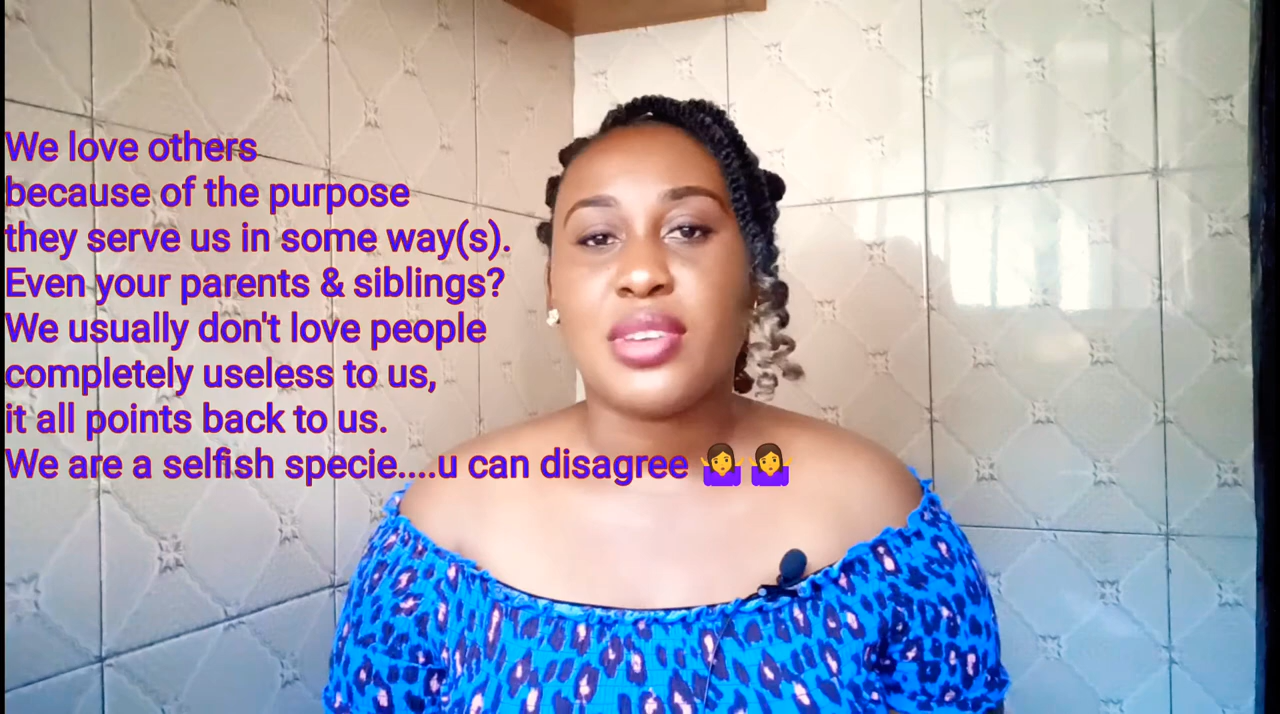 We love others
because of the purpose
they serve us in some way(s).
Even your parents & siblings?
We usually don't love people
completely useless to us,
it all points back to us.
We are a selfish specie....u can disagree 🤷‍♀️🤷‍♀️